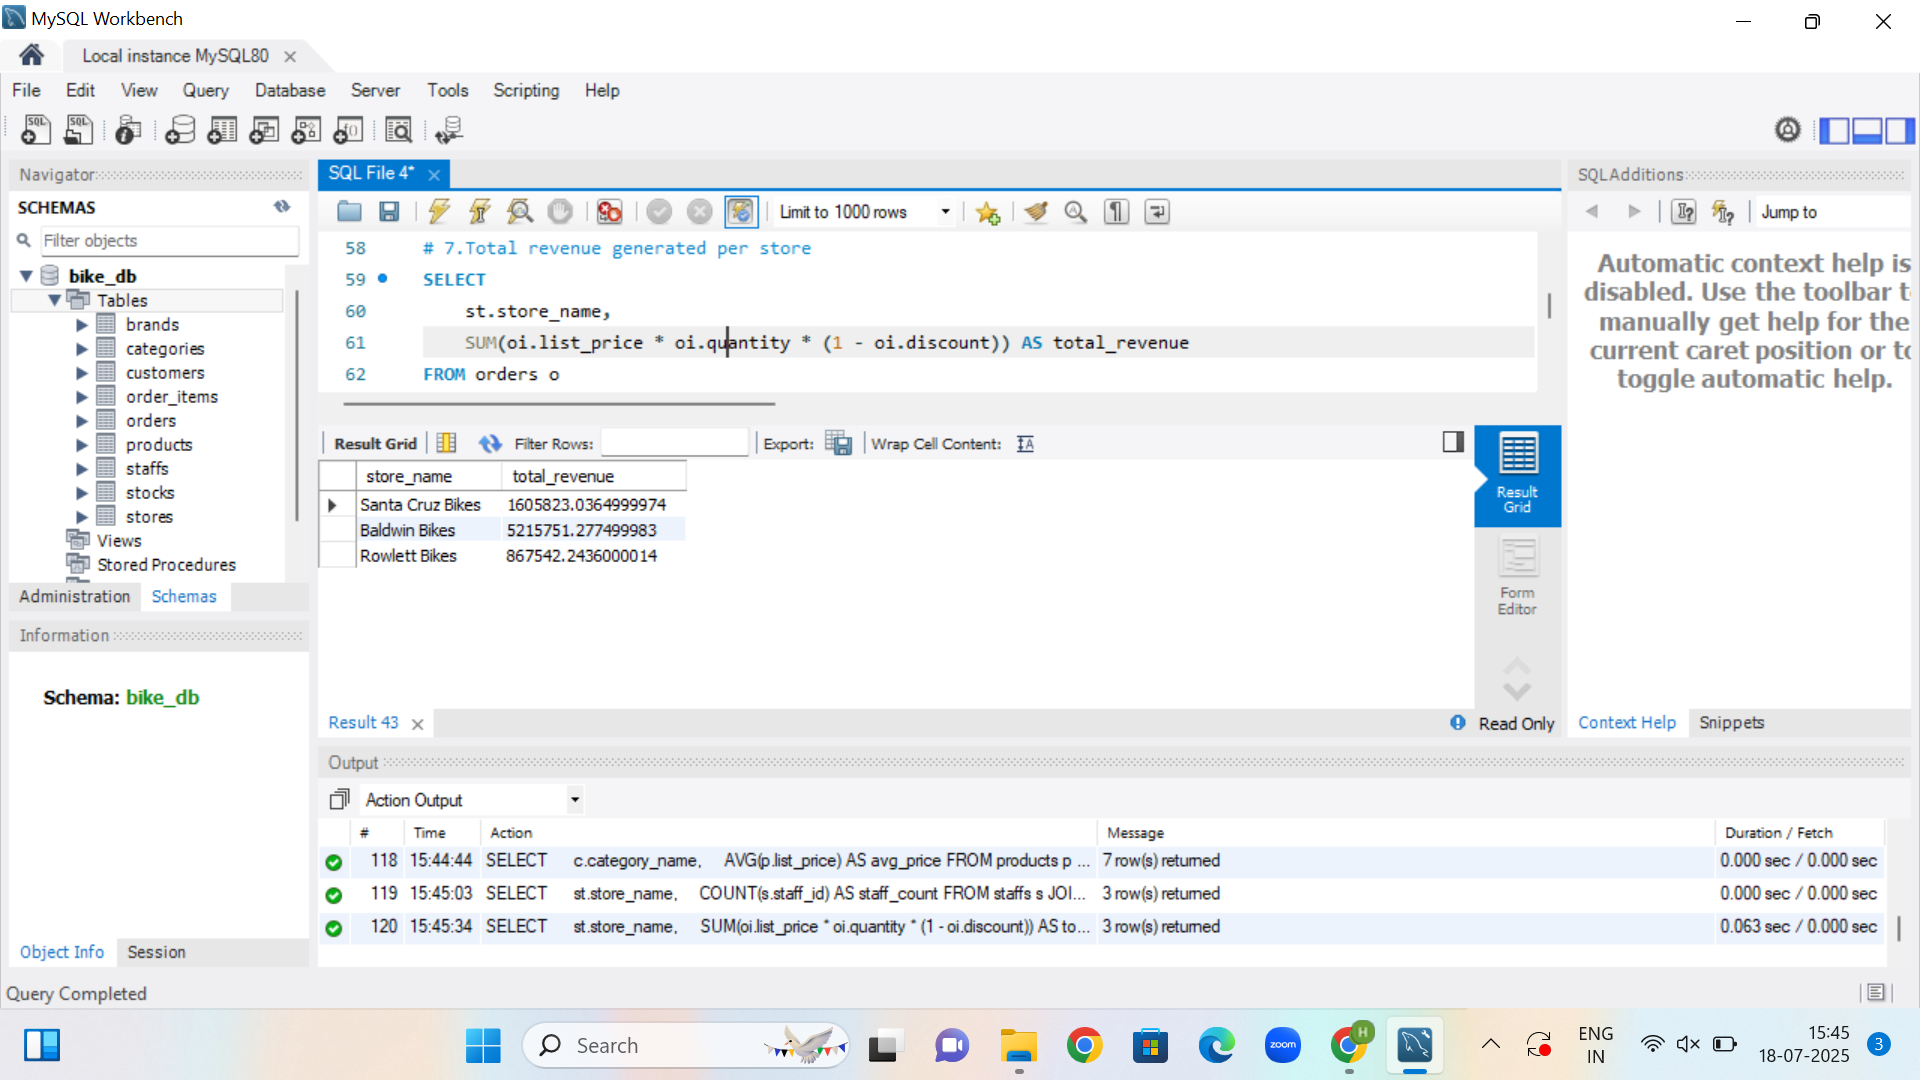 MySQL Workbench
Local instance MySQL80
File Edit View Query Database Server Tools Scripting Help
Navigator
SCHEMAS
Filter objects
bike_db
Tables
brands
categories
customers
order_items
orders
products
staffs
stocks
stores
Views
Stored Procedures
Administration Schemas
Information
Schema: bike_db
Object Info Session
Query Completed
SQL File 4*
Limit to 1000 rows
58 # 7.Total revenue generated per store
59 SELECT
60 st.store_name,
61 SUM(oi.list_price * oi.quantity * (1 - oi.discount)) AS total_revenue
62 FROM orders o
Result Grid Filter Rows: Export: Wrap Cell Content:
store_name total_revenue
Santa Cruz Bikes 1605823.0364999974
Baldwin Bikes 5215751.277499983
Rowlett Bikes 867542.2436000014
Result Grid
Form Editor
Result 43
Read Only
SQLAdditions
Jump to
Automatic context help is
disabled. Use the toolbar t
manually get help for the
current caret position or to
toggle automatic help.
Context Help Snippets
Output
Action Output
# Time Action Message Duration / Fetch
118 15:44:44 SELECT c.category_name, AVG(p.list_price) AS avg_price FROM products p ... 7 row(s) returned 0.000 sec / 0.000 sec
119 15:45:03 SELECT st.store_name, COUNT(s.staff_id) AS staff_count FROM staffs s JOI... 3 row(s) returned 0.000 sec / 0.000 sec
120 15:45:34 SELECT st.store_name, SUM(oi.list_price * oi.quantity * (1 - oi.discount)) AS to... 3 row(s) returned 0.063 sec / 0.000 sec
Search
zoom
H
ENG
IN
15:45
18-07-2025
3